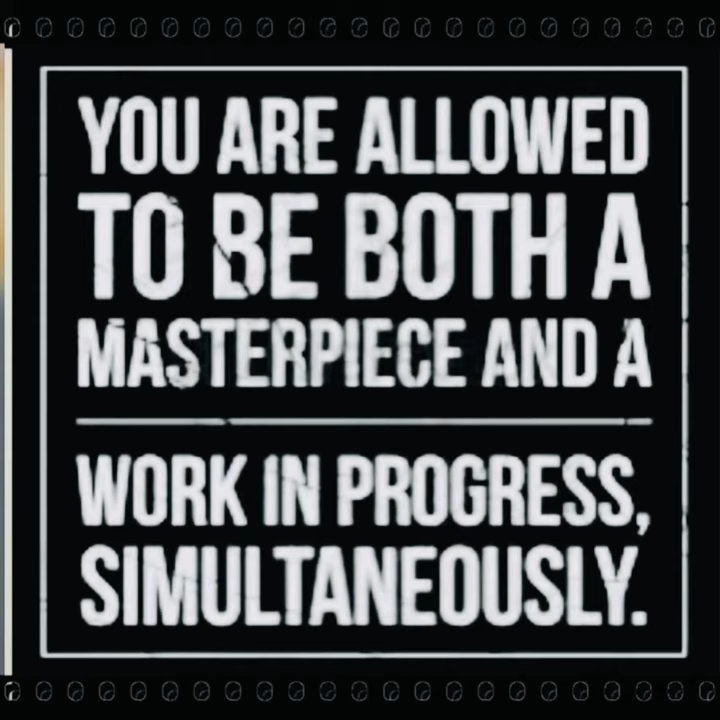 YOU ARE ALLOWED
TO BE BOTH A
MASTERPIECE AND A
WORK IN PROGRESS,
SIMULTANEOUSLY.